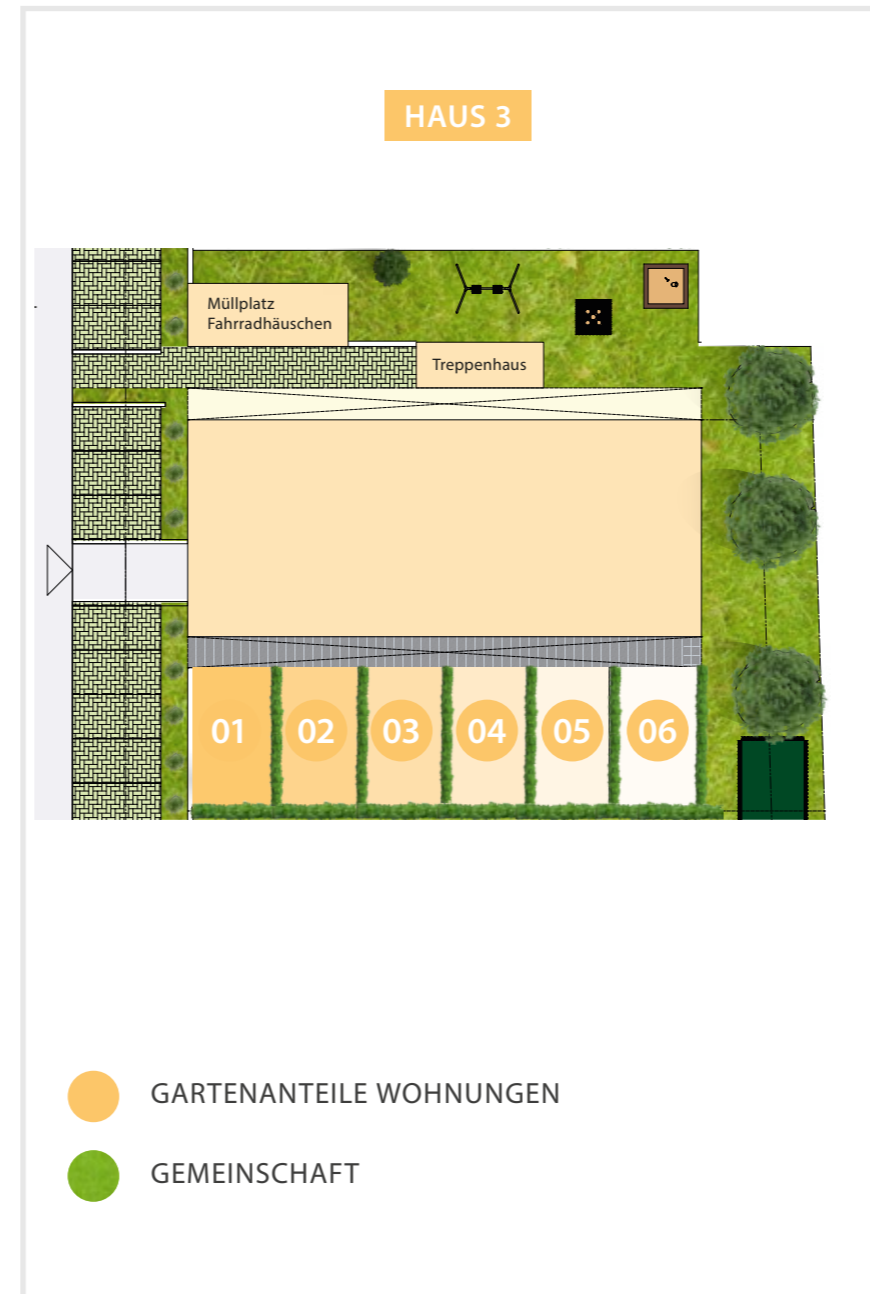 HAUS 3
Müllplatz
Fahrradhäuschen
Treppenhaus
01 02 03 04 05 06
GARTENANTEILE WOHNUNGEN
GEMEINSCHAFT